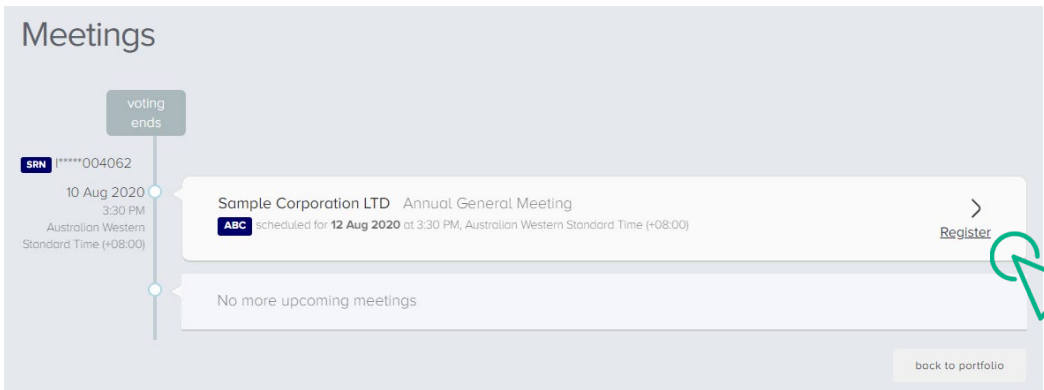 Meetings
voting
ends
SRN I*****004062
10 Aug 2020
3:30 PM
Australian Western
Standard Time (+08:00)
Sample Corporation LTD Annual General Meeting
ABC scheduled for 12 Aug 2020 at 3:30 PM, Australian Western Standard Time (+08:00)
Register
No more upcoming meetings
back to portfolio